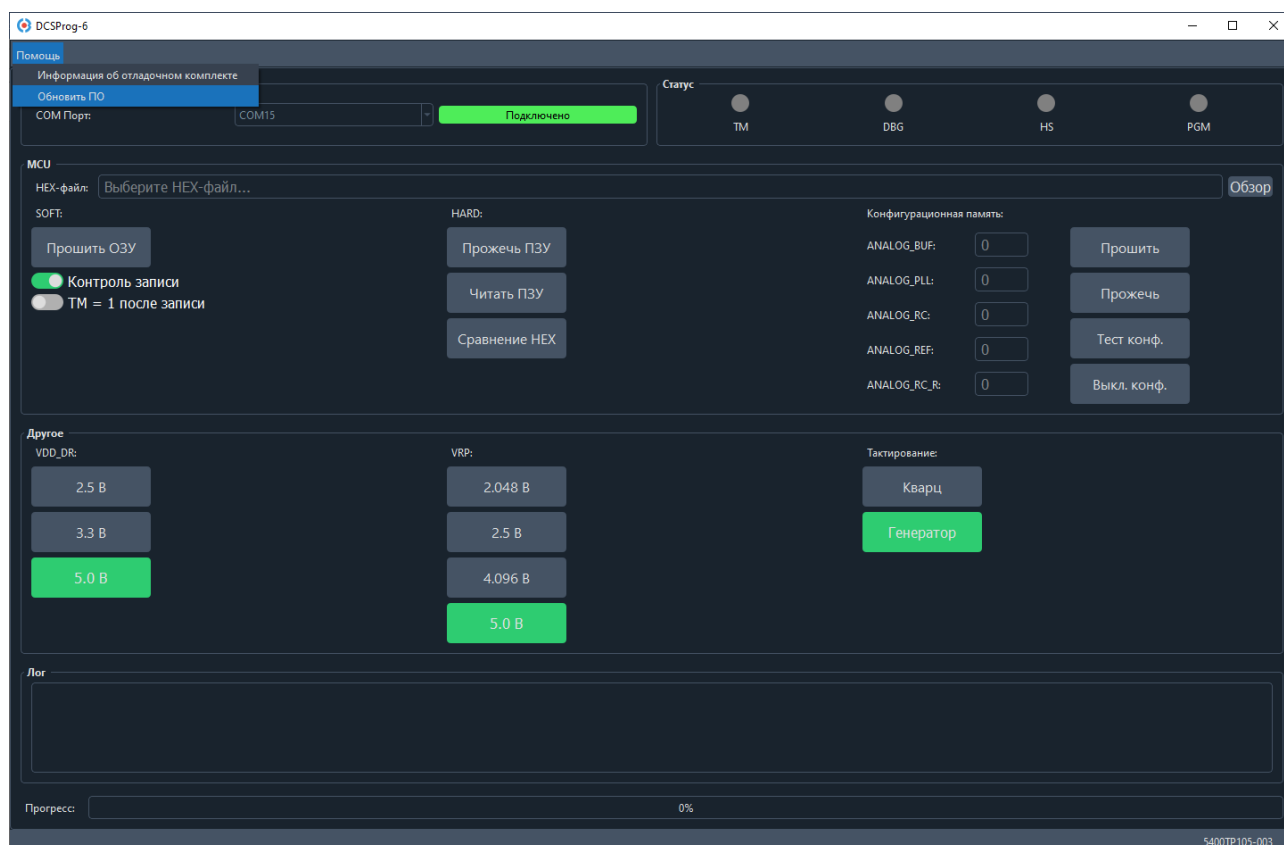 DCSProg-6
Помощь
Информация об отладочном комплекте
Обновить ПО
COM Порт:
COM15
Подключено
Статус
TM
DBG
HS
PGM
MCU
HEX-файл:
Выберите HEX-файл...
Обзор
SOFT:
Прошить ОЗУ
Контроль записи
TM = 1 после записи
HARD:
Прожечь ПЗУ
Читать ПЗУ
Сравнение HEX
Конфигурационная память:
ANALOG_BUF:
0
ANALOG_PLL:
0
ANALOG_RC:
0
ANALOG_REF:
0
ANALOG_RC_R:
0
Прошить
Прожечь
Тест конф.
Выкл. конф.
Другое
VDD_DR:
2.5 В
3.3 В
5.0 В
VRP:
2.048 В
2.5 В
4.096 В
5.0 В
Тактирование:
Кварц
Генератор
Лог
Прогресс:
0%
5400TP105-003